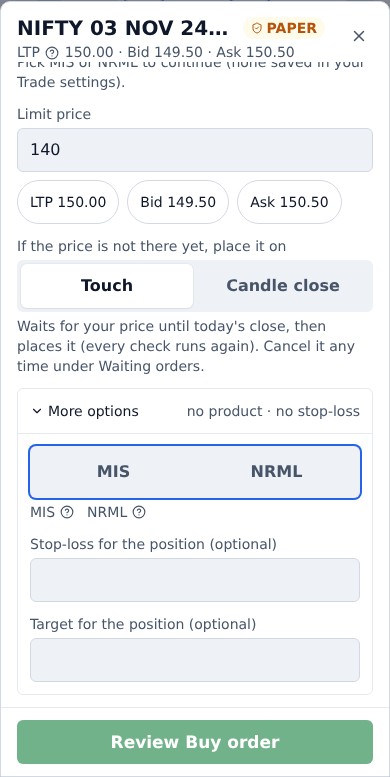 NIFTY 03 NOV 24... PAPER
LTP 150.00 · Bid 149.50 · Ask 150.50
Pick MIS or NRML to continue (none saved in your
Trade settings).
Limit price
140
LTP 150.00 Bid 149.50 Ask 150.50
If the price is not there yet, place it on
Touch Candle close
Waits for your price until today's close, then
places it (every check runs again). Cancel it any
time under Waiting orders.
More options no product · no stop-loss
MIS NRML
MIS ? NRML ?
Stop-loss for the position (optional)
Target for the position (optional)
Review Buy order